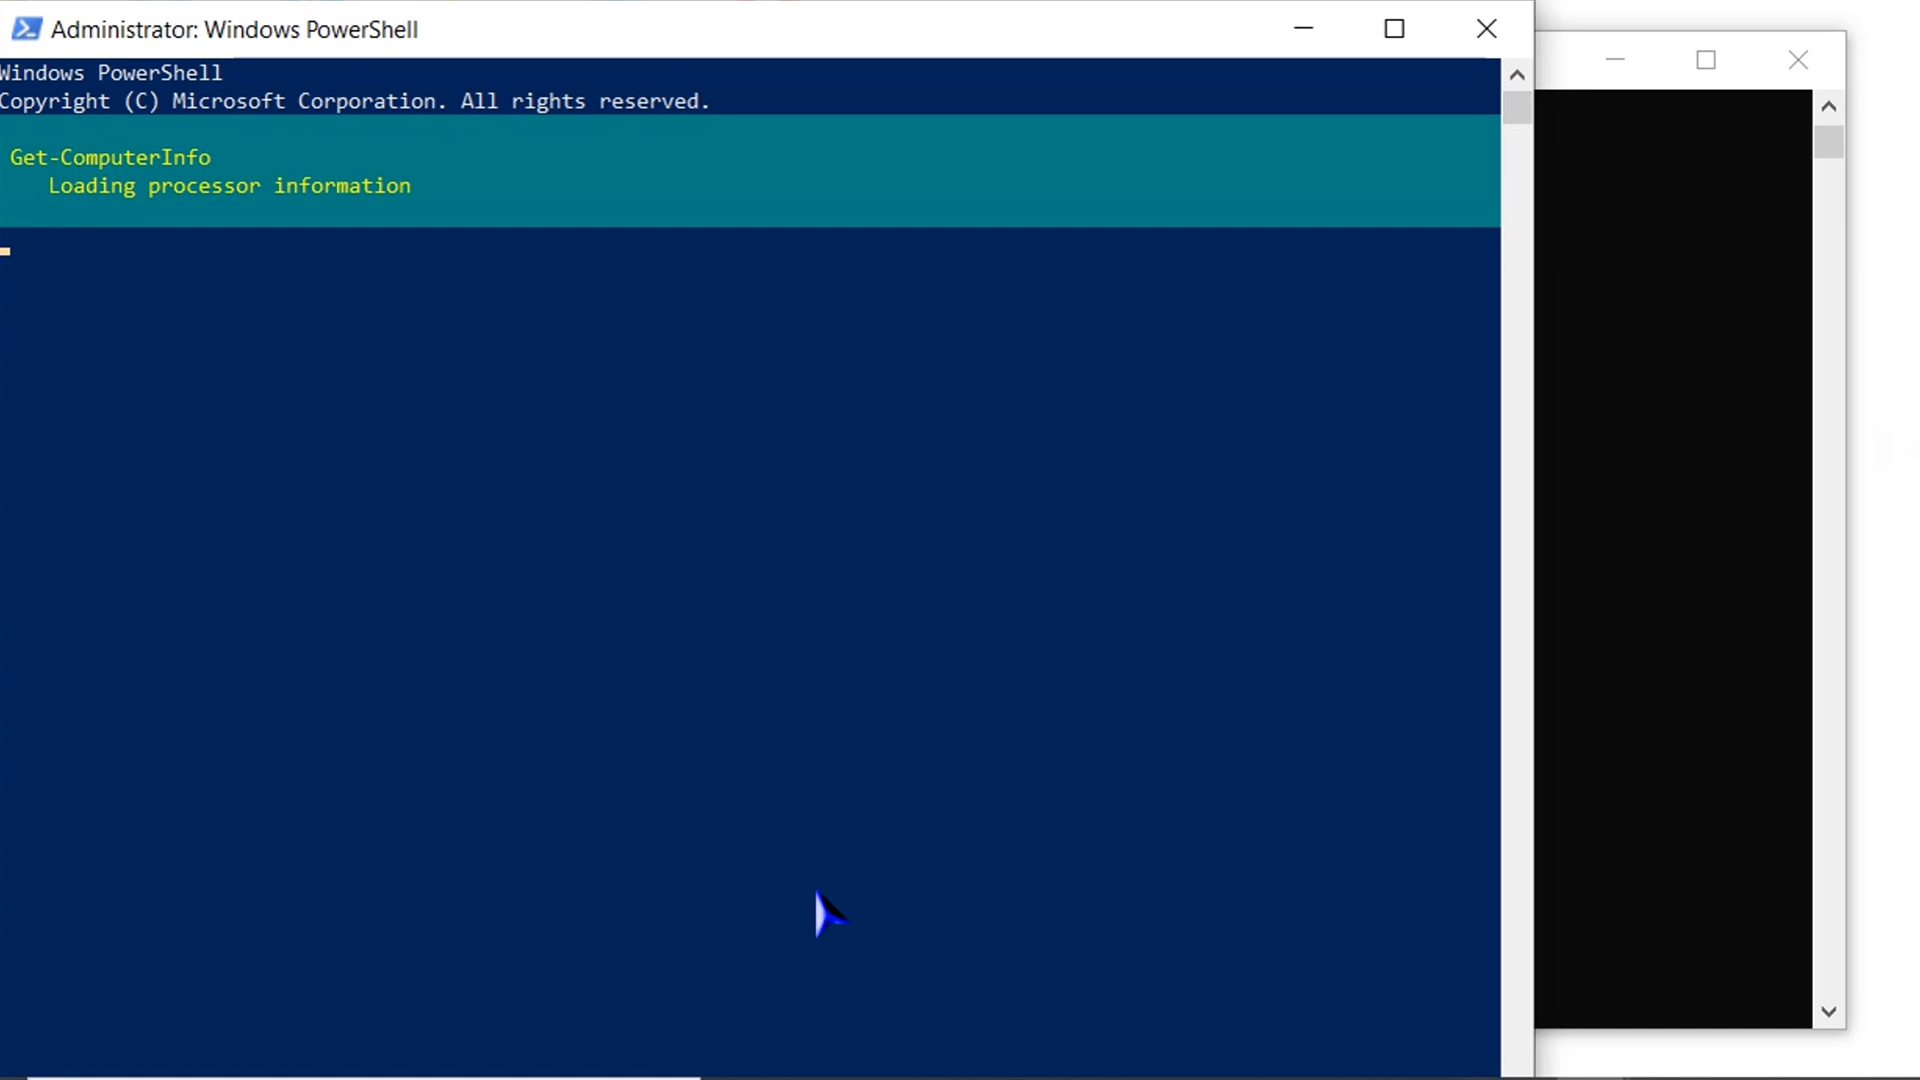 Administrator: Windows PowerShell
Windows PowerShell
Copyright (C) Microsoft Corporation. All rights reserved.
Get-ComputerInfo
Loading processor information